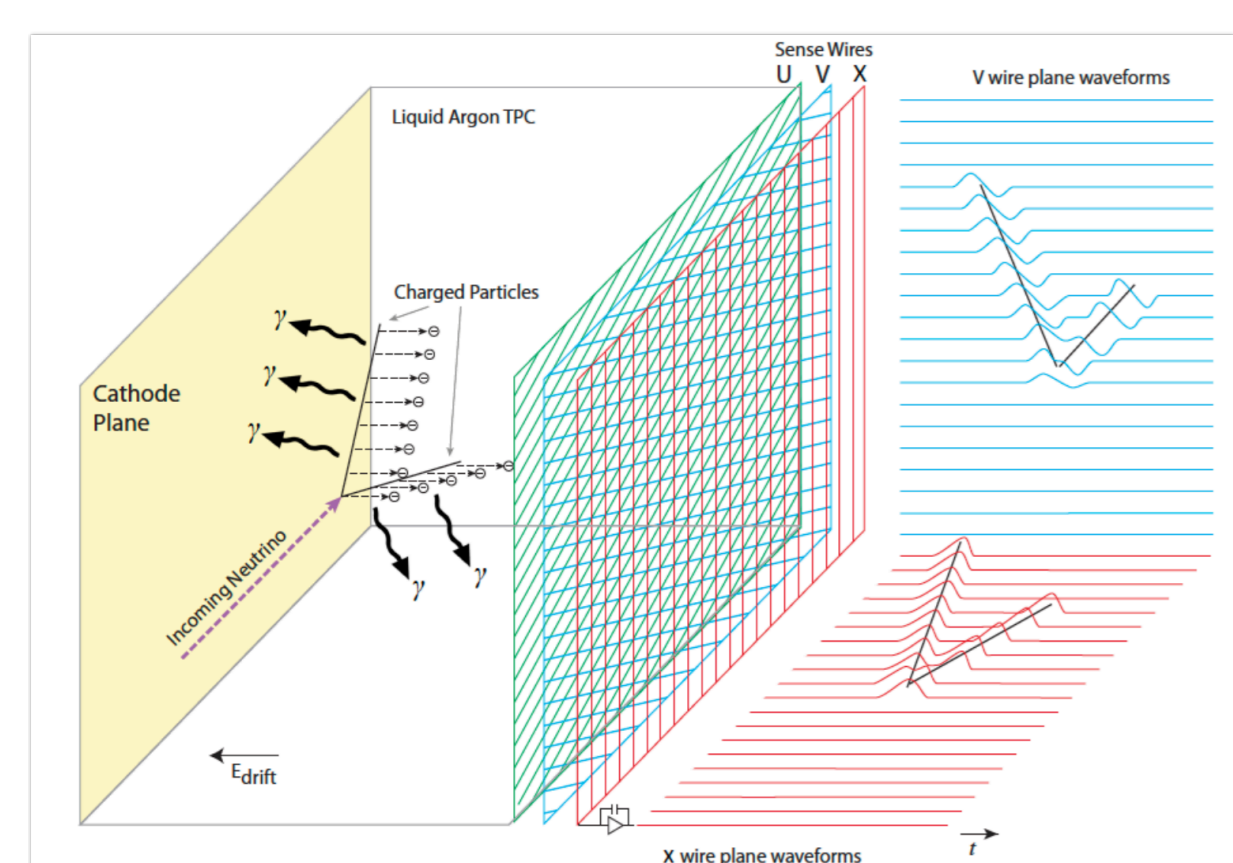 Sense Wires
U V X
V wire plane waveforms
Liquid Argon TPC
Charged Particles
γ
γ
γ
Cathode
Plane
γ
γ
Incoming Neutrino
Edrift
t
X wire plane waveforms